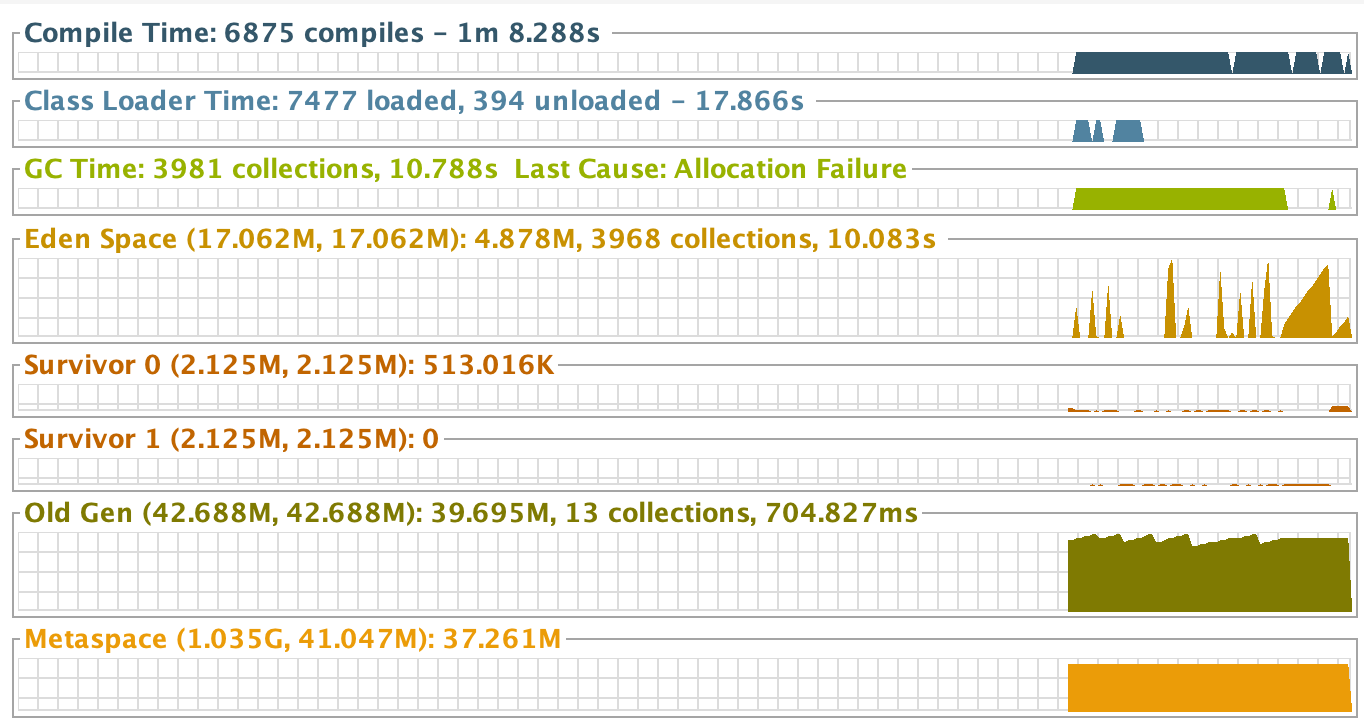 Compile Time: 6875 compiles - 1m 8.288s
Class Loader Time: 7477 loaded, 394 unloaded - 17.866s
GC Time: 3981 collections, 10.788s  Last Cause: Allocation Failure
Eden Space (17.062M, 17.062M): 4.878M, 3968 collections, 10.083s
Survivor 0 (2.125M, 2.125M): 513.016K
Survivor 1 (2.125M, 2.125M): 0
Old Gen (42.688M, 42.688M): 39.695M, 13 collections, 704.827ms
Metaspace (1.035G, 41.047M): 37.261M